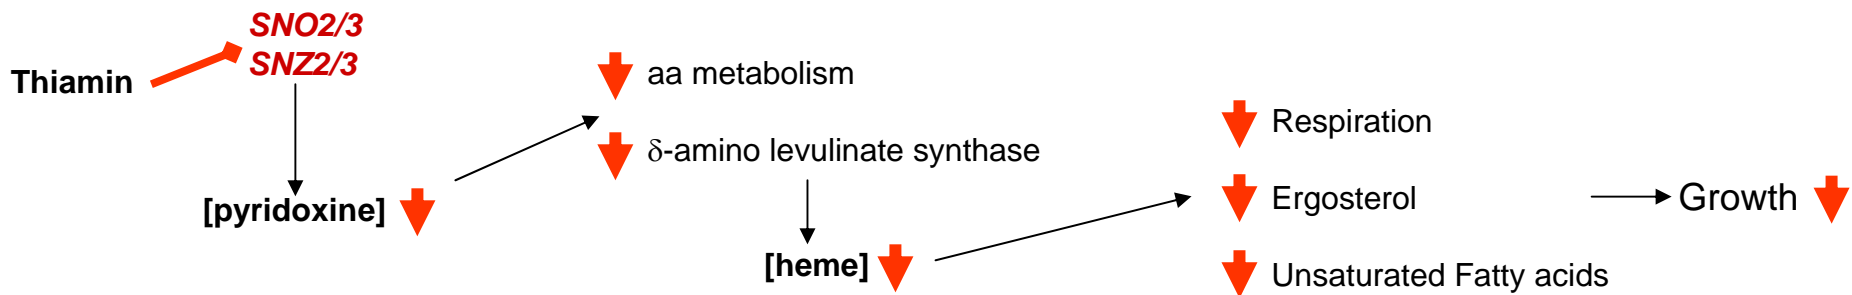 SNO2/3
SNZ2/3
Thiamin
[pyridoxine]
aa metabolism
δ-amino levulinate synthase
[heme]
Respiration
Ergosterol
Unsaturated Fatty acids
Growth